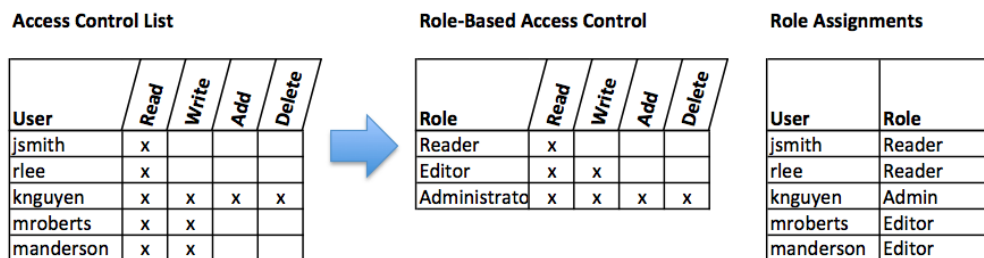 Access Control List
User Read Write Add Delete
jsmith x
rlee x
knguyen x x x x
mroberts x x
manderson x x
Role-Based Access Control
Role Read Write Add Delete
Reader x
Editor x x
Administrato x x x x
Role Assignments
User Role
jsmith Reader
rlee Reader
knguyen Admin
mroberts Editor
manderson Editor